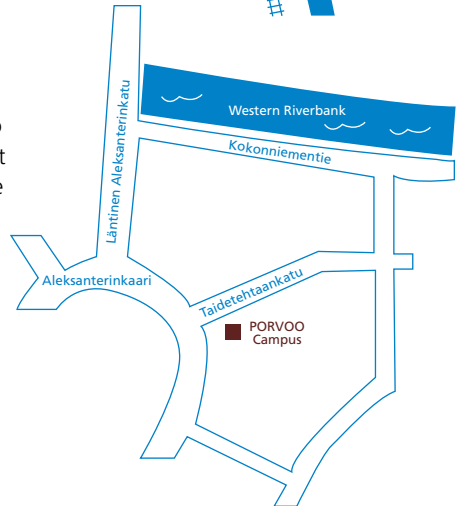 Western Riverbank
Kokonniementie
Läntinen Aleksanterinkatu
Aleksanterinkaari
Taidetehtaankatu
PORVOO
Campus